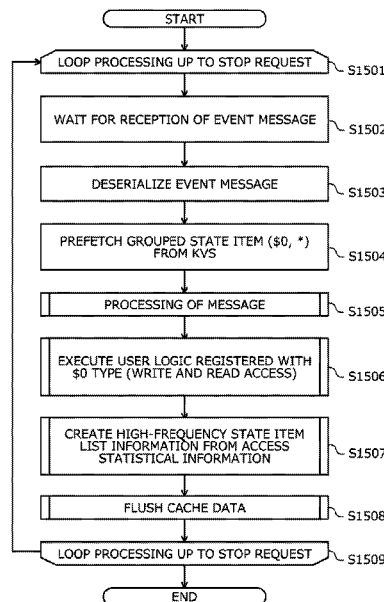 START
LOOP PROCESSING UP TO STOP REQUEST
S1501
WAIT FOR RECEPTION OF EVENT MESSAGE
S1502
DESERIALIZE EVENT MESSAGE
S1503
PREFETCH GROUPED STATE ITEM ($0, *)
FROM KVS
S1504
PROCESSING OF MESSAGE
S1505
EXECUTE USER LOGIC REGISTERED WITH
$0 TYPE (WRITE AND READ ACCESS)
S1506
CREATE HIGH-FREQUENCY STATE ITEM
LIST INFORMATION FROM ACCESS
STATISTICAL INFORMATION
S1507
FLUSH CACHE DATA
S1508
LOOP PROCESSING UP TO STOP REQUEST
S1509
END